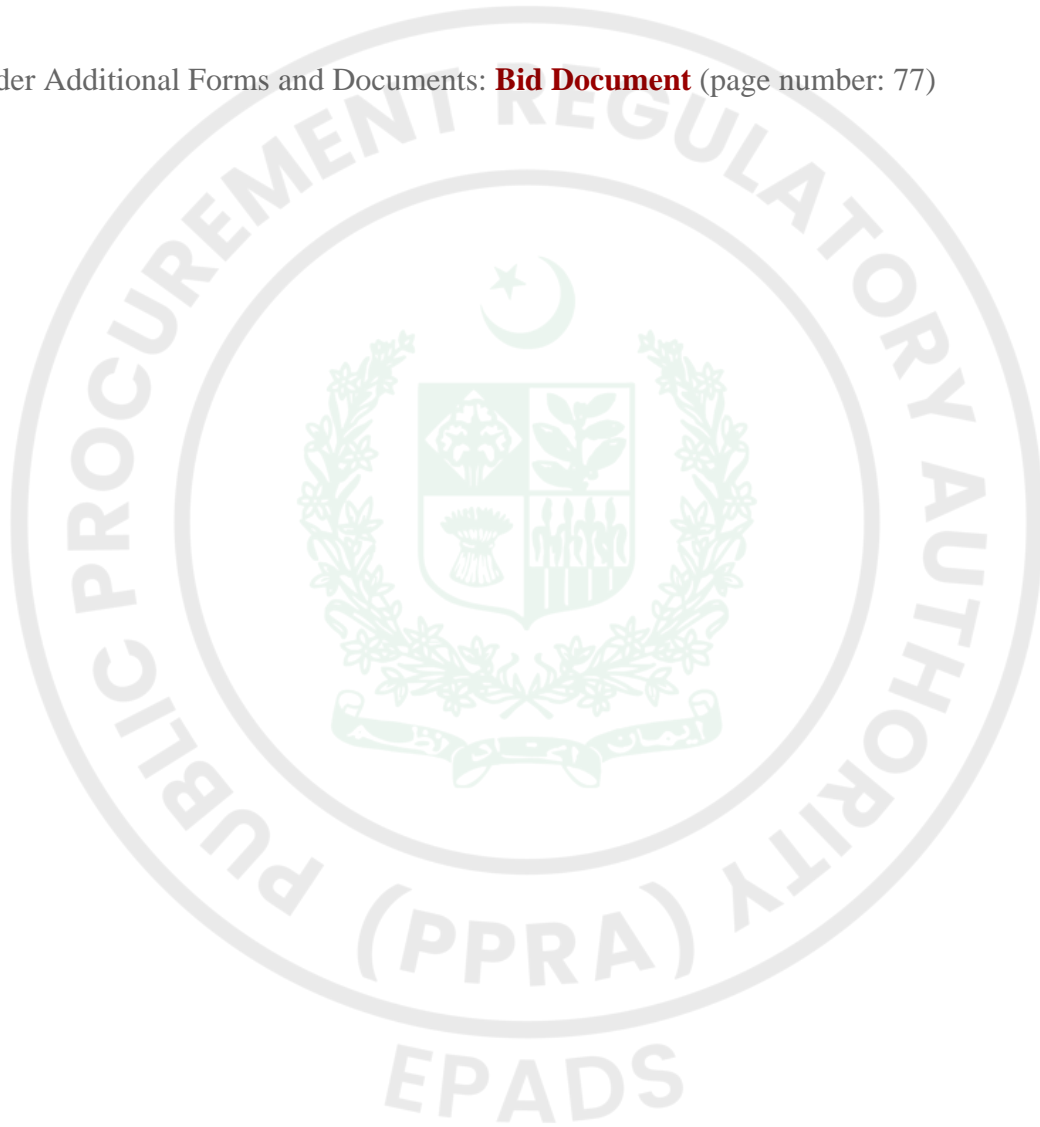 der Additional Forms and Documents: Bid Document (page number: 77)
PUBLIC PROCUREMENT REGULATORY AUTHORITY
(PPRA)
EPADS